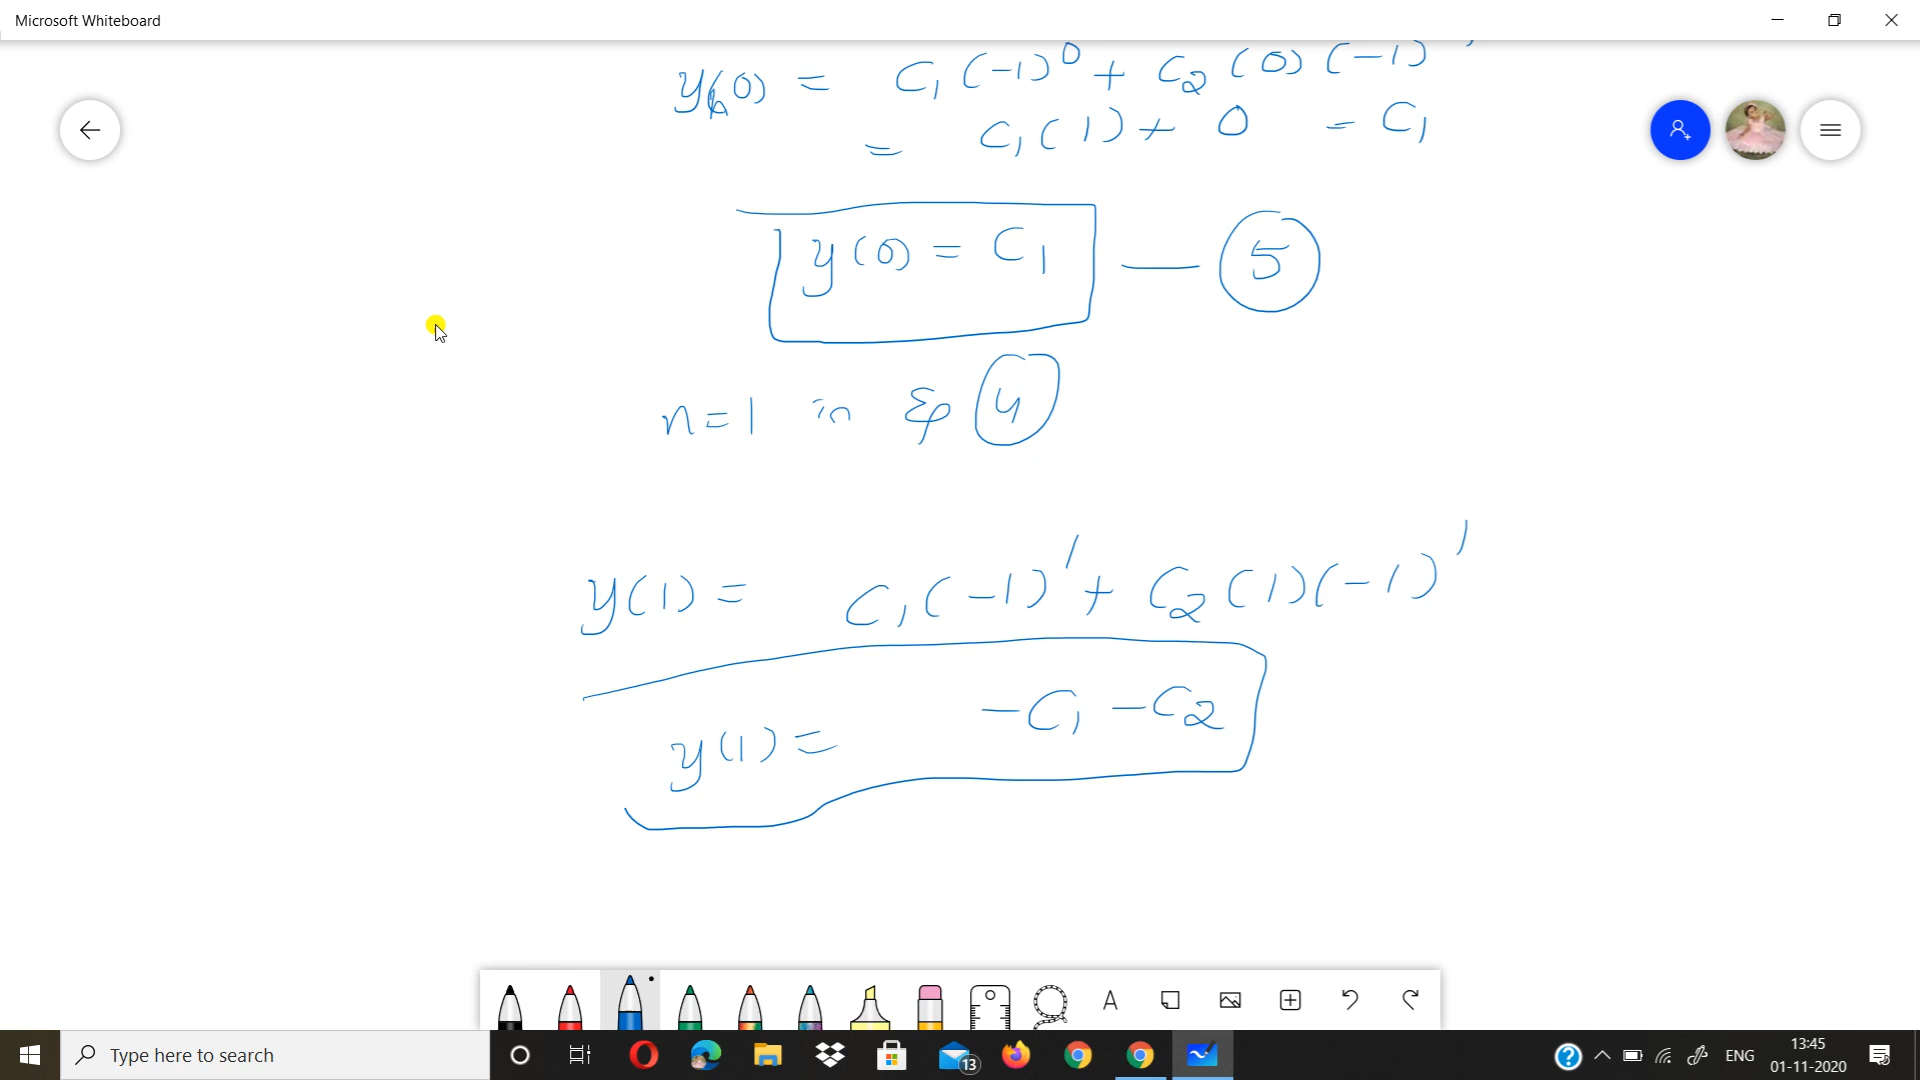 Microsoft Whiteboard
y(0) = C₁(-1)⁰ + C₂(0)(-1)
= C₁(1) + 0 = C₁
y(0) = C₁ — 5
n=1 in Eq 4
y(1) = C₁(-1)¹ + C₂(1)(-1)¹
y(1) = -C₁ -C₂
A
Type here to search
13
ENG
13:45
01-11-2020